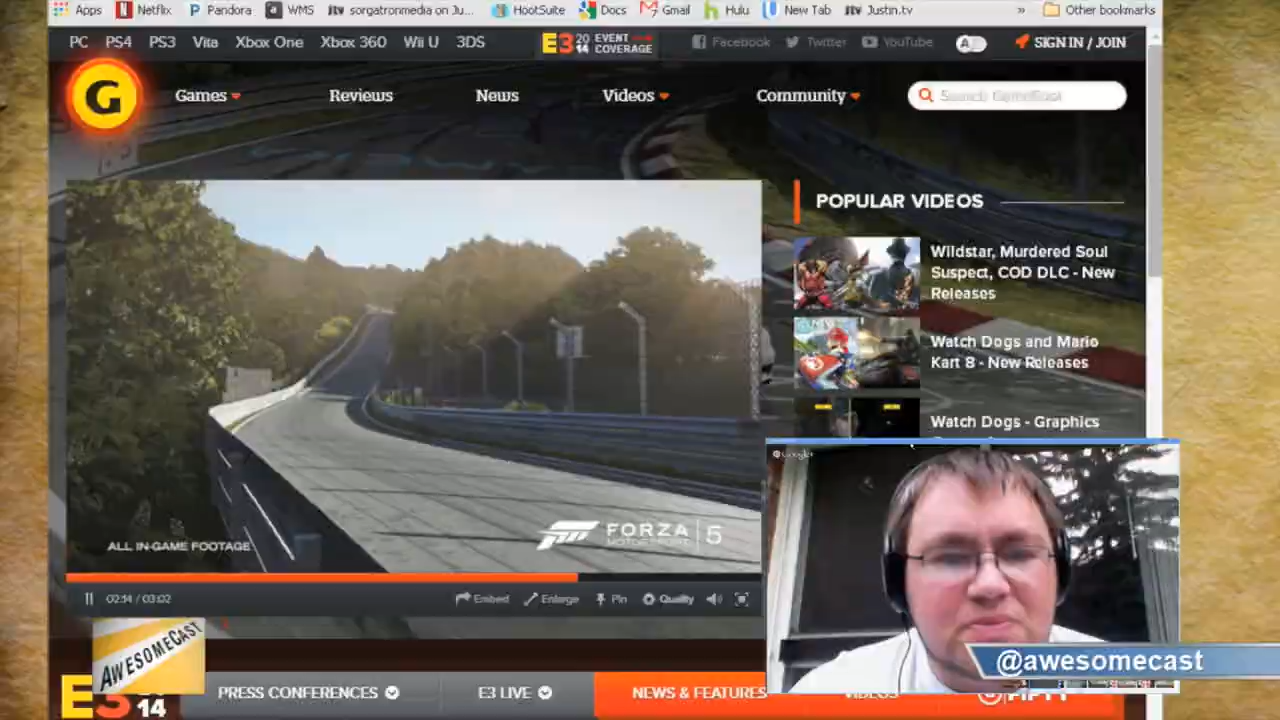 Apps Netflix Pandora WMS sorgatronmedia on Ju... HootSuite Docs Gmail Hulu New Tab Justin.tv » Other bookmarks
PC PS4 PS3 Vita Xbox One Xbox 360 Wii U 3DS E3 2014 EVENT COVERAGE Facebook Twitter YouTube A SIGN IN / JOIN
G Games Reviews News Videos Community Search GameSpot
POPULAR VIDEOS
Wildstar, Murdered Soul
Suspect, COD DLC - New
Releases
Watch Dogs and Mario
Kart 8 - New Releases
Watch Dogs - Graphics
Google+
ALL IN-GAME FOOTAGE
FORZA
MOTORSPORT 5
02:14 / 03:02 Embed Enlarge Pin Quality
AWESOMECAST
@awesomecast
E3 14 PRESS CONFERENCES E3 LIVE NEWS & FEATURES VIDEOS